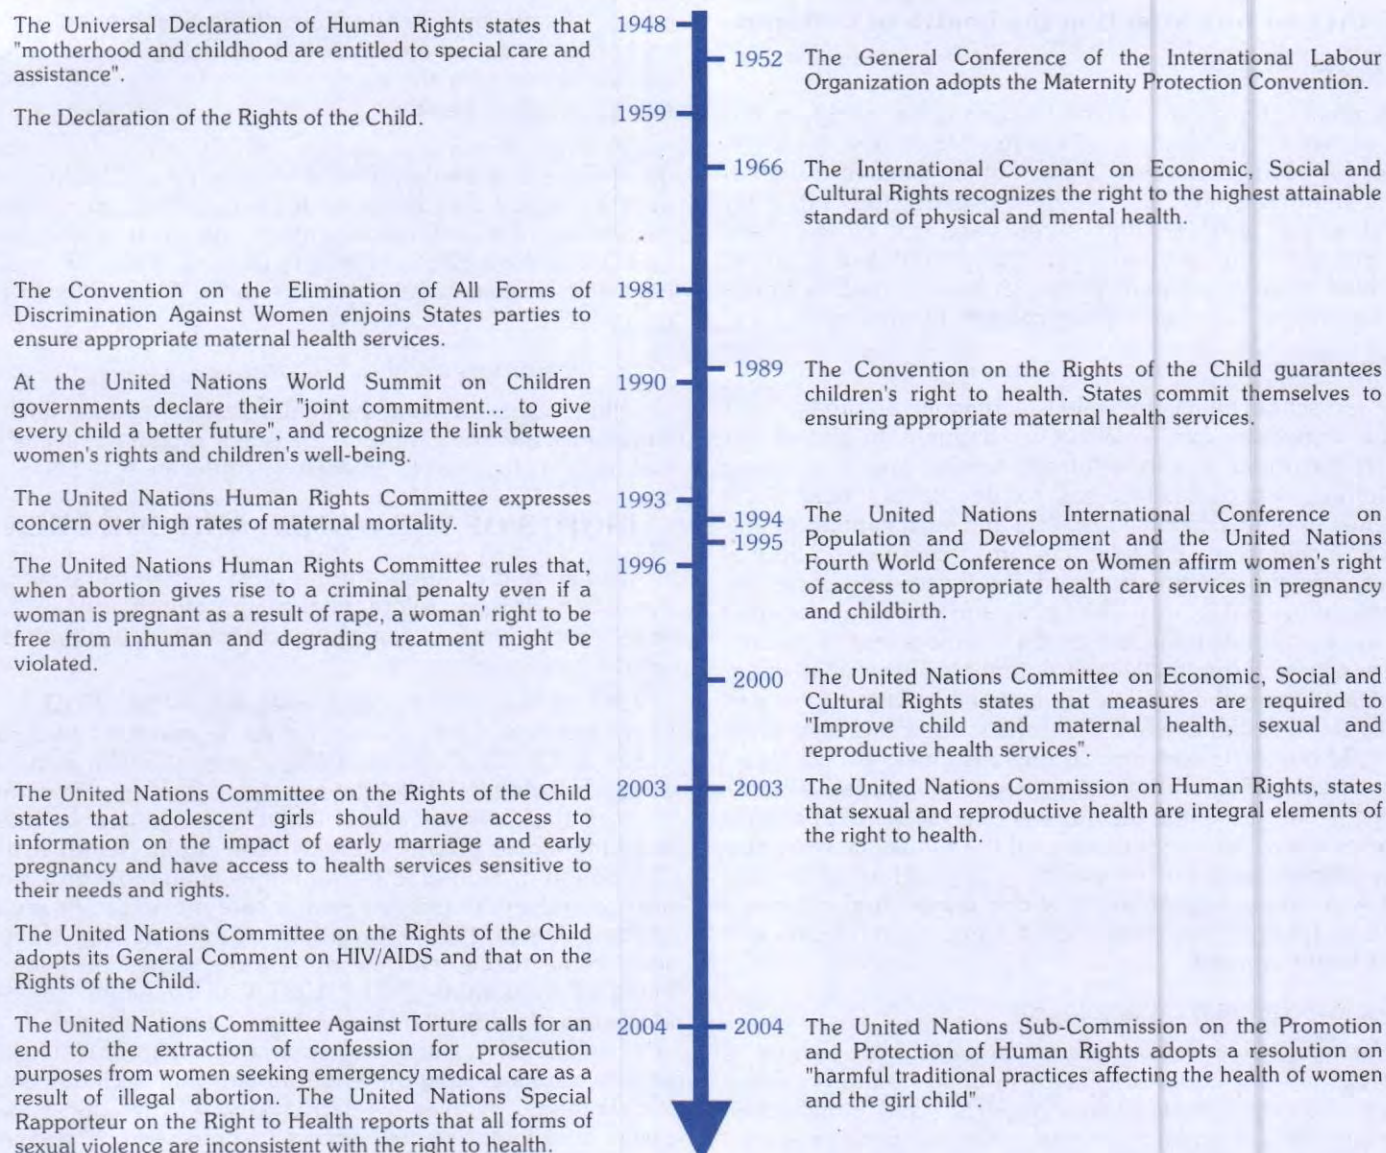 The Universal Declaration of Human Rights states that
"motherhood and childhood are entitled to special care and
assistance".
1948
1952
The General Conference of the International Labour
Organization adopts the Maternity Protection Convention.
The Declaration of the Rights of the Child.
1959
1966
The International Covenant on Economic, Social and
Cultural Rights recognizes the right to the highest attainable
standard of physical and mental health.
The Convention on the Elimination of All Forms of
Discrimination Against Women enjoins States parties to
ensure appropriate maternal health services.
1981
1989
The Convention on the Rights of the Child guarantees
children's right to health. States commit themselves to
ensuring appropriate maternal health services.
At the United Nations World Summit on Children
governments declare their "joint commitment... to give
every child a better future", and recognize the link between
women's rights and children's well-being.
1990
The United Nations Human Rights Committee expresses
concern over high rates of maternal mortality.
1993
1994
1995
The United Nations International Conference on
Population and Development and the United Nations
Fourth World Conference on Women affirm women's right
of access to appropriate health care services in pregnancy
and childbirth.
The United Nations Human Rights Committee rules that,
when abortion gives rise to a criminal penalty even if a
woman is pregnant as a result of rape, a woman' right to be
free from inhuman and degrading treatment might be
violated.
1996
2000
The United Nations Committee on Economic, Social and
Cultural Rights states that measures are required to
"Improve child and maternal health, sexual and
reproductive health services".
The United Nations Committee on the Rights of the Child
states that adolescent girls should have access to
information on the impact of early marriage and early
pregnancy and have access to health services sensitive to
their needs and rights.
2003
2003
The United Nations Commission on Human Rights, states
that sexual and reproductive health are integral elements of
the right to health.
The United Nations Committee on the Rights of the Child
adopts its General Comment on HIV/AIDS and that on the
Rights of the Child.
The United Nations Committee Against Torture calls for an
end to the extraction of confession for prosecution
purposes from women seeking emergency medical care as a
result of illegal abortion. The United Nations Special
Rapporteur on the Right to Health reports that all forms of
sexual violence are inconsistent with the right to health.
2004
2004
The United Nations Sub-Commission on the Promotion
and Protection of Human Rights adopts a resolution on
"harmful traditional practices affecting the health of women
and the girl child".